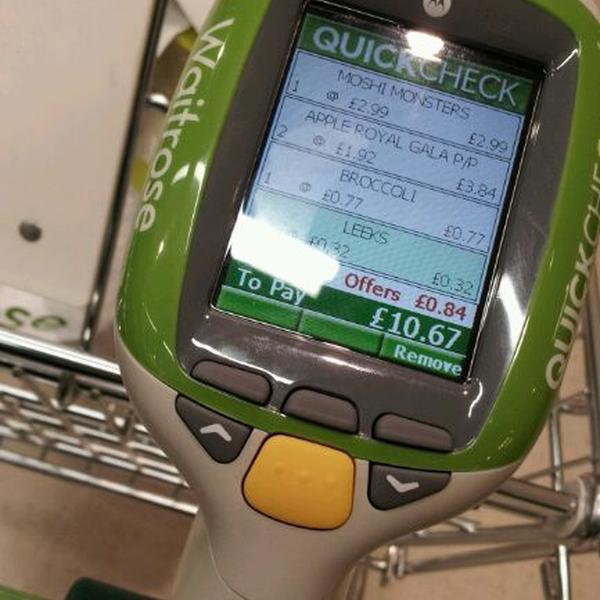 Waitrose
QUICKCHECK
MOSHI MONSTERS
1 @ £2.99 £2.99
APPLE ROYAL GALA P/P
2 @ £1.92 £3.84
BROCCOLI
1 @ £0.77 £0.77
LEEKS
£0.32 £0.32
Offers £0.84
To Pay £10.67
Remove
QUICKCHEC